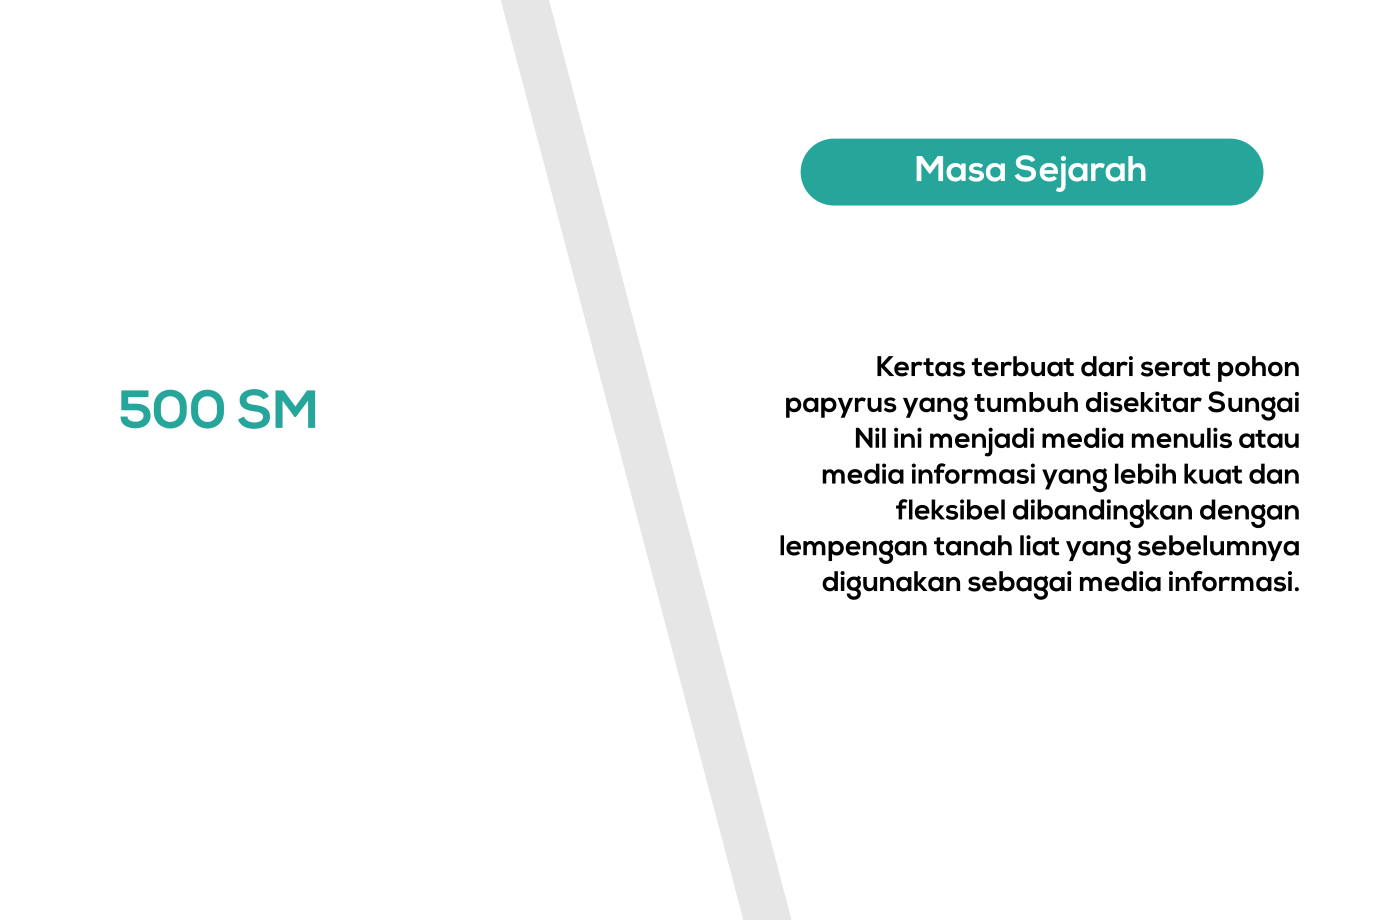 Masa Sejarah
500 SM
Kertas terbuat dari serat pohon
papyrus yang tumbuh disekitar Sungai
Nil ini menjadi media menulis atau
media informasi yang lebih kuat dan
fleksibel dibandingkan dengan
lempengan tanah liat yang sebelumnya
digunakan sebagai media informasi.